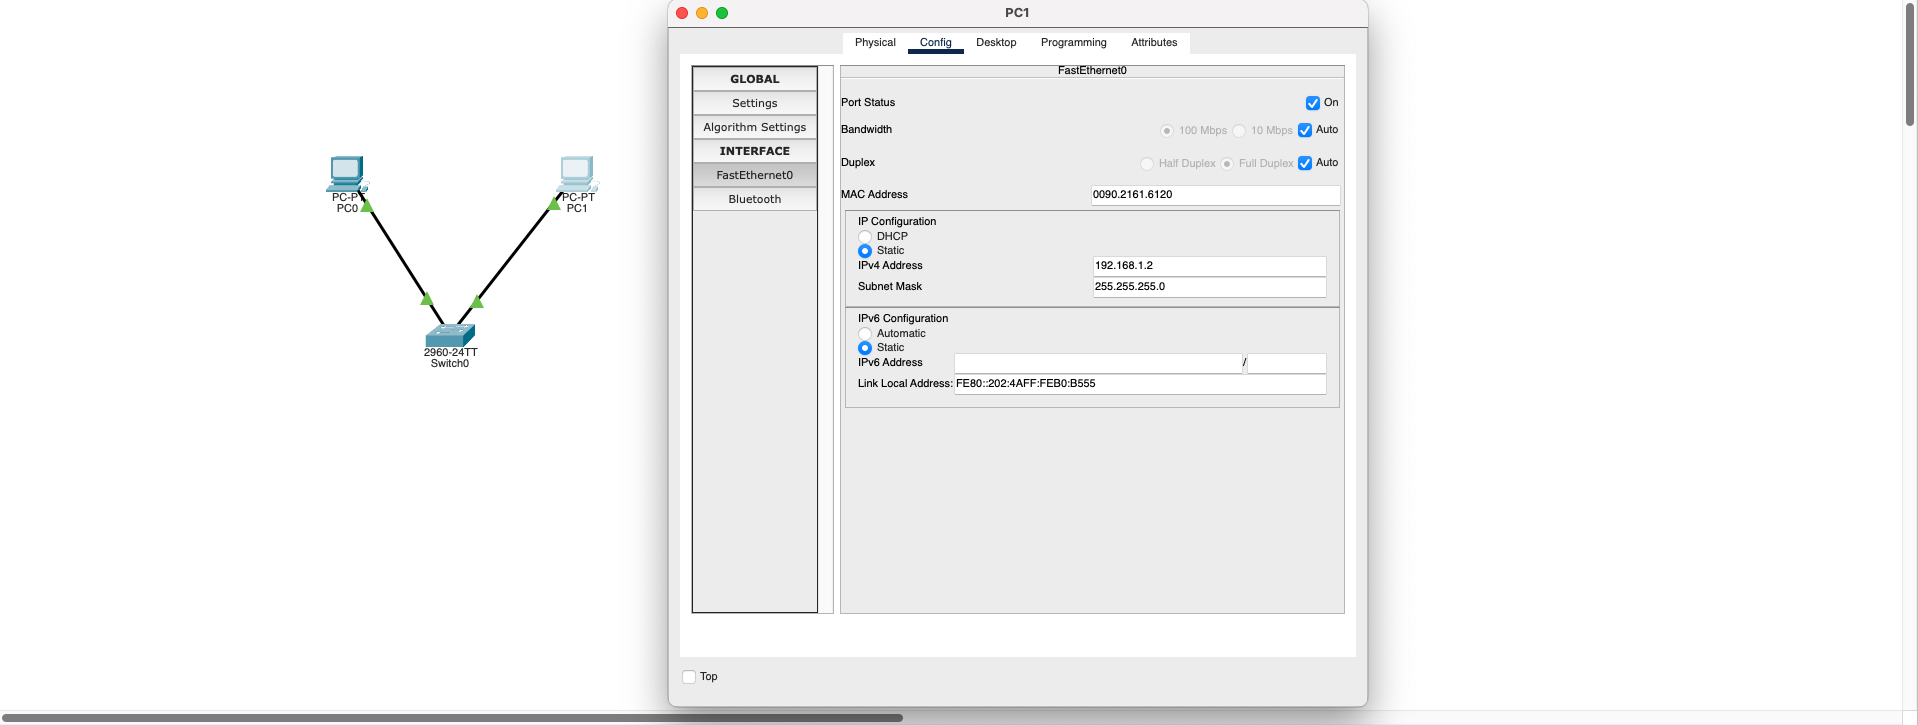 PC1
Physical Config Desktop Programming Attributes
GLOBAL
Settings
Algorithm Settings
INTERFACE
FastEthernet0
Bluetooth
FastEthernet0
Port Status On
Bandwidth 100 Mbps 10 Mbps Auto
Duplex Half Duplex Full Duplex Auto
MAC Address 0090.2161.6120
IP Configuration
DHCP
Static
IPv4 Address 192.168.1.2
Subnet Mask 255.255.255.0
IPv6 Configuration
Automatic
Static
IPv6 Address /
Link Local Address: FE80::202:4AFF:FEB0:B555
Top
PC-PT
PC0
PC-PT
PC1
2960-24TT
Switch0